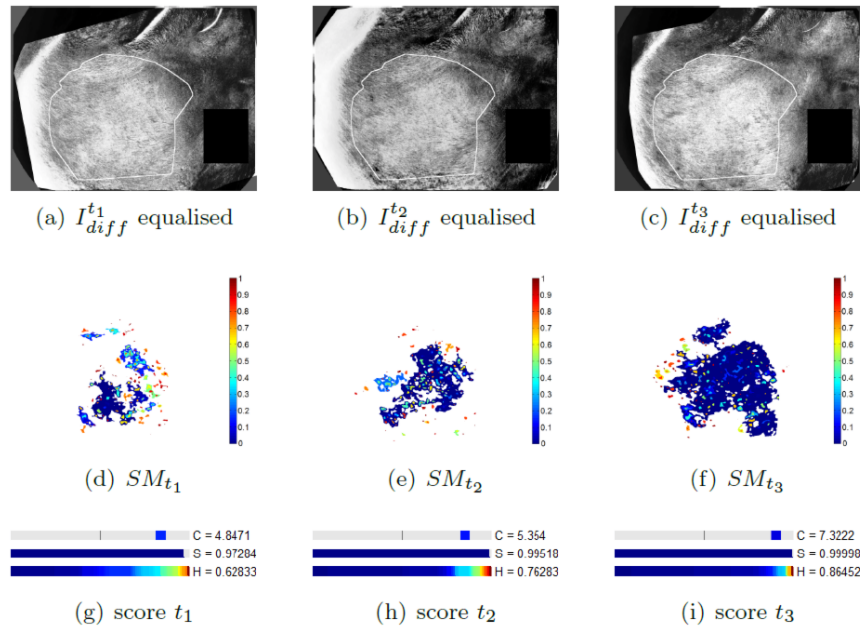 (a) I_{diff}^{t_1} equalised
(b) I_{diff}^{t_2} equalised
(c) I_{diff}^{t_3} equalised
1
0.9
0.8
0.7
0.6
0.5
0.4
0.3
0.2
0.1
0
1
0.9
0.8
0.7
0.6
0.5
0.4
0.3
0.2
0.1
0
1
0.9
0.8
0.7
0.6
0.5
0.4
0.3
0.2
0.1
0
(d) SM_{t_1}
(e) SM_{t_2}
(f) SM_{t_3}
C = 4.8471
S = 0.97284
H = 0.62833
C = 5.354
S = 0.99518
H = 0.76283
C = 7.3222
S = 0.99998
H = 0.86452
(g) score t_1
(h) score t_2
(i) score t_3